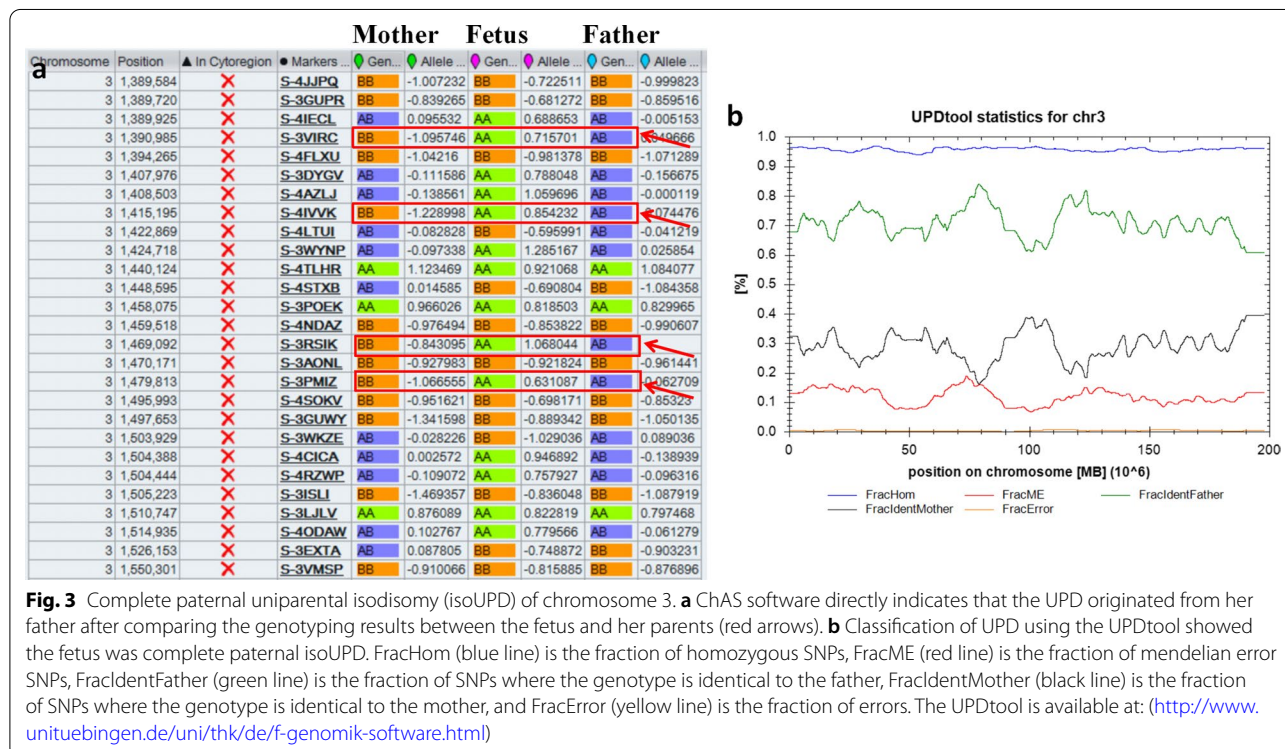 Mother Fetus Father
a
Chromosome Position ▲ In Cytoregion ● Markers ... Gen... Allele ... Gen... Allele ... Gen... Allele ...
3 1,389,584 S-4JJPQ BB -1.007232 BB -0.722511 BB -0.999823
3 1,389,720 S-3GUPR BB -0.839265 BB -0.681272 BB -0.859516
3 1,389,925 S-4IECL AB 0.095532 AA 0.688653 AB -0.005153
3 1,390,985 S-3VIRC BB -1.095746 AA 0.715701 AB
3 1,394,265 S-4FLXU BB -1.04216 BB -0.981378 BB -1.071289
3 1,407,976 S-3DYGV AB -0.111586 AA 0.788048 AB -0.156675
3 1,408,503 S-4AZLJ AB -0.138561 AA 1.059696 AB -0.000119
3 1,415,195 S-4IVVK BB -1.228998 AA 0.854232 AB
3 1,422,869 S-4LTUI AB -0.082828 BB -0.595991 AB -0.041219
3 1,424,718 S-3WYNP AB -0.097338 AA 1.285167 AB 0.025854
3 1,440,124 S-4TLHR AA 1.123469 AA 0.921068 AA 1.084077
3 1,448,595 S-4STXB AB 0.014585 BB -0.690804 BB -1.084358
3 1,458,075 S-3POEK AA 0.966026 AA 0.818503 AA 0.829965
3 1,459,518 S-4NDAZ BB -0.976494 BB -0.853822 BB -0.990607
3 1,469,092 S-3RSIK BB -0.843095 AA 1.068044 AB
3 1,470,171 S-3AONL BB -0.927983 BB -0.921824 BB -0.961441
3 1,479,813 S-3PMIZ BB -1.066555 AA 0.631087 AB
3 1,495,993 S-4SOKV BB -0.951621 BB -0.698171 BB -0.85323
3 1,497,653 S-3GUWY BB -1.341598 BB -0.889342 BB -1.050135
3 1,503,929 S-3WKZE AB -0.028226 BB -1.029036 AB 0.089036
3 1,504,388 S-4CICA AB 0.002572 AA 0.946892 AB -0.138939
3 1,504,444 S-4RZWP AB -0.109072 AA 0.757927 AB -0.096316
3 1,505,223 S-3ISLI BB -1.469357 BB -0.836048 BB -1.087919
3 1,510,747 S-3LJLV AA 0.876089 AA 0.822819 AA 0.797468
3 1,514,935 S-4ODAW AB 0.102767 AA 0.779566 AB -0.061279
3 1,526,153 S-3EXTA AB 0.087805 BB -0.748872 BB -0.903231
3 1,550,301 S-3VMSP BB -0.910066 BB -0.815885 BB -0.876896
b
UPDtool statistics for chr3
[%]
1.0
0.9
0.8
0.7
0.6
0.5
0.4
0.3
0.2
0.1
0.0
0 50 100 150 200
position on chromosome [MB] (10^6)
FracHom FracME FracIdentFather
FracIdentMother FracError
Fig. 3 Complete paternal uniparental isodisomy (isoUPD) of chromosome 3. a ChAS software directly indicates that the UPD originated from her
father after comparing the genotyping results between the fetus and her parents (red arrows). b Classification of UPD using the UPDtool showed
the fetus was complete paternal isoUPD. FracHom (blue line) is the fraction of homozygous SNPs, FracME (red line) is the fraction of mendelian error
SNPs, FracIdentFather (green line) is the fraction of SNPs where the genotype is identical to the father, FracIdentMother (black line) is the fraction
of SNPs where the genotype is identical to the mother, and FracError (yellow line) is the fraction of errors. The UPDtool is available at: (http://www.
unituebingen.de/uni/thk/de/f-genomik-software.html)